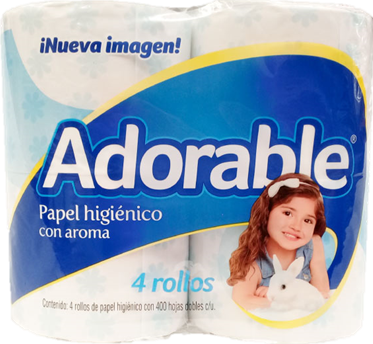 ¡Nueva imagen!
Adorable®
Papel higiénico
con aroma
4 rollos
Contenido: 4 rollos de papel higiénico con 400 hojas dobles c/u.